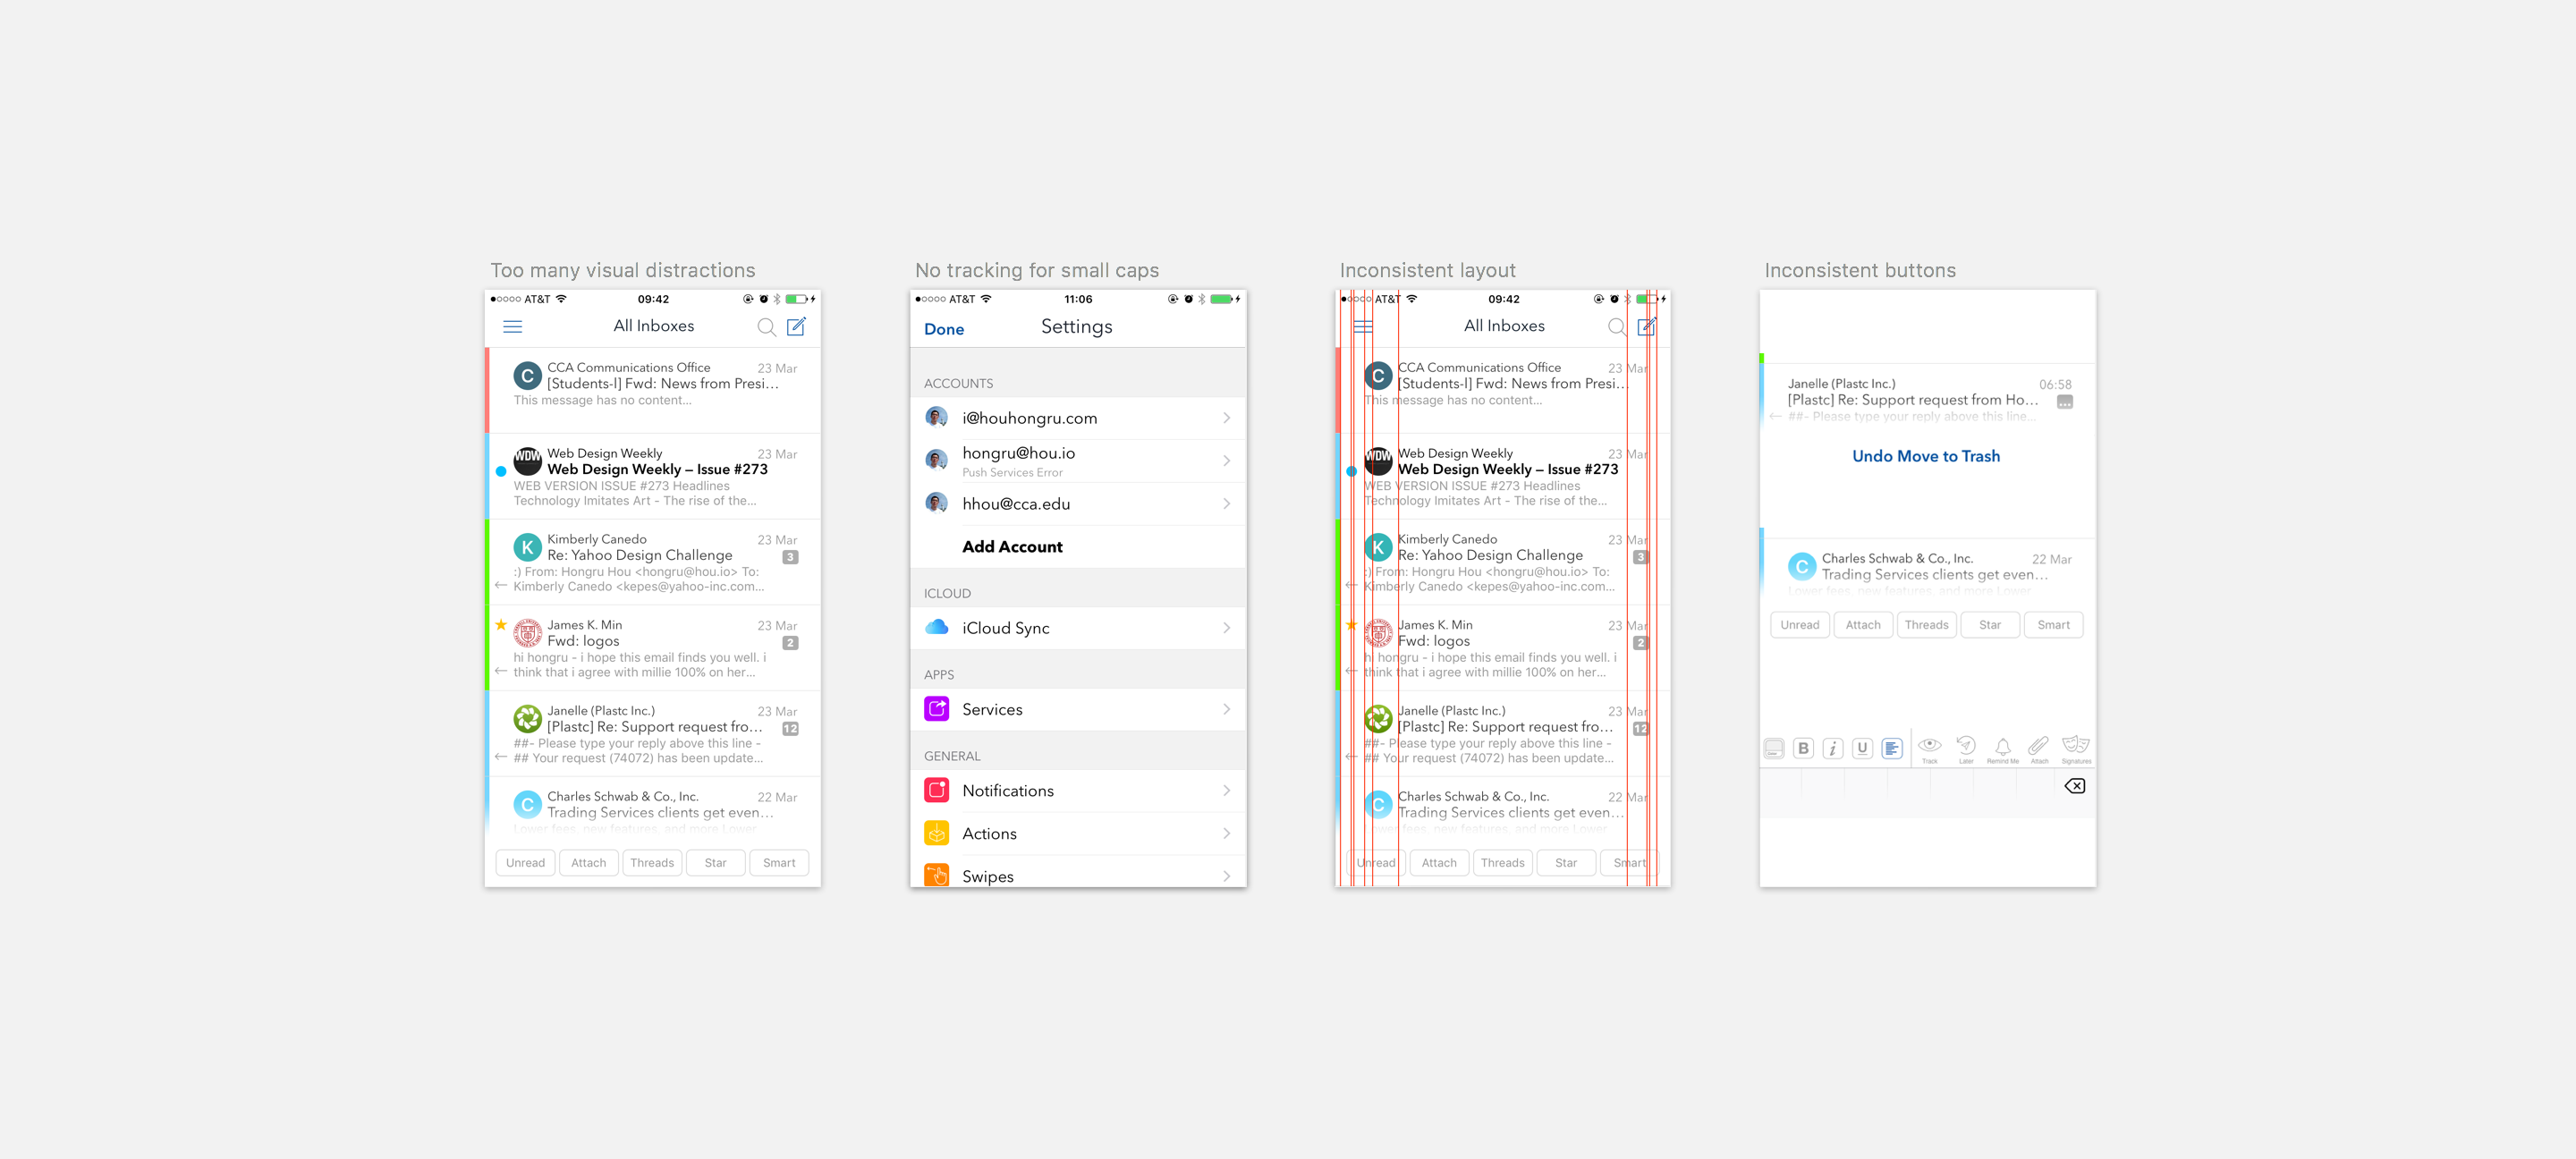 Too many visual distractions
AT&T 09:42
All Inboxes
C CCA Communications Office 23 Mar
[Students-l] Fwd: News from Presi...
This message has no content...
WDW Web Design Weekly 23 Mar
Web Design Weekly – Issue #273
WEB VERSION ISSUE #273 Headlines
Technology Imitates Art - The rise of the...
K Kimberly Canedo 23 Mar
Re: Yahoo Design Challenge 3
:) From: Hongru Hou <hongru@hou.io> To:
Kimberly Canedo <kepes@yahoo-inc.com...
James K. Min 23 Mar
Fwd: logos 2
hi hongru - i hope this email finds you well. i
think that i agree with millie 100% on her...
Janelle (Plastc Inc.) 23 Mar
[Plastc] Re: Support request fro... 12
##- Please type your reply above this line -
## Your request (74072) has been update...
C Charles Schwab & Co., Inc. 22 Mar
Trading Services clients get even...
Lower fees, new features, and more Lower
Unread Attach Threads Star Smart
No tracking for small caps
AT&T 11:06
Done Settings
ACCOUNTS
i@houhongru.com
hongru@hou.io
Push Services Error
hhou@cca.edu
Add Account
ICLOUD
iCloud Sync
APPS
Services
GENERAL
Notifications
Actions
Swipes
Inconsistent layout
AT&T 09:42
All Inboxes
C CCA Communications Office 23 Mar
[Students-l] Fwd: News from Presi...
This message has no content...
WDW Web Design Weekly 23 Mar
Web Design Weekly – Issue #273
WEB VERSION ISSUE #273 Headlines
Technology Imitates Art - The rise of the...
K Kimberly Canedo 23 Mar
Re: Yahoo Design Challenge 3
:) From: Hongru Hou <hongru@hou.io> To:
Kimberly Canedo <kepes@yahoo-inc.com...
James K. Min 23 Mar
Fwd: logos 2
hi hongru - i hope this email finds you well. i
think that i agree with millie 100% on her...
Janelle (Plastc Inc.) 23 Mar
[Plastc] Re: Support request fro... 12
##- Please type your reply above this line -
## Your request (74072) has been update...
C Charles Schwab & Co., Inc. 22 Mar
Trading Services clients get even...
Lower fees, new features, and more Lower
Unread Attach Threads Star Smart
Inconsistent buttons
Janelle (Plastc Inc.) 06:58
[Plastc] Re: Support request from Ho... ...
##- Please type your reply above this line...
Undo Move to Trash
C Charles Schwab & Co., Inc. 22 Mar
Trading Services clients get even...
Lower fees, new features, and more Lower
Unread Attach Threads Star Smart
B i U
Track Later Remind Me Attach Signatures